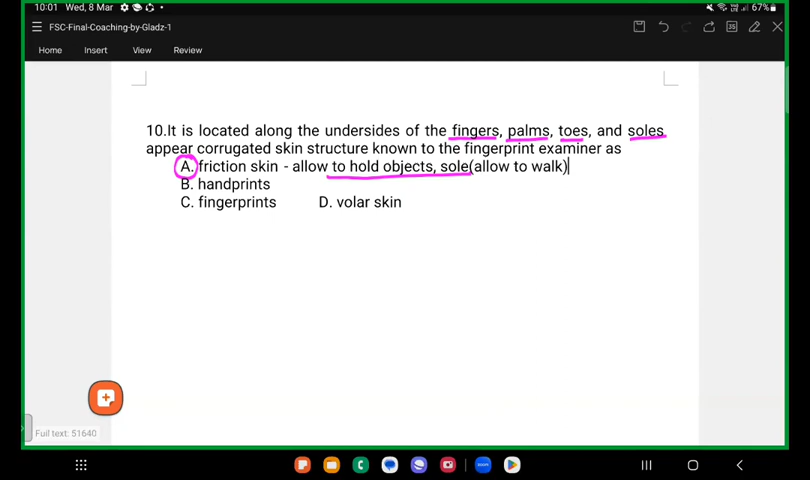 10:01 Wed, 8 Mar
67%
FSC-Final-Coaching-by-Gladz-1
35
Home Insert View Review
10.It is located along the undersides of the fingers, palms, toes, and soles
appear corrugated skin structure known to the fingerprint examiner as
A. friction skin - allow to hold objects, sole(allow to walk)
B. handprints
C. fingerprints D. volar skin
Full text: 51640